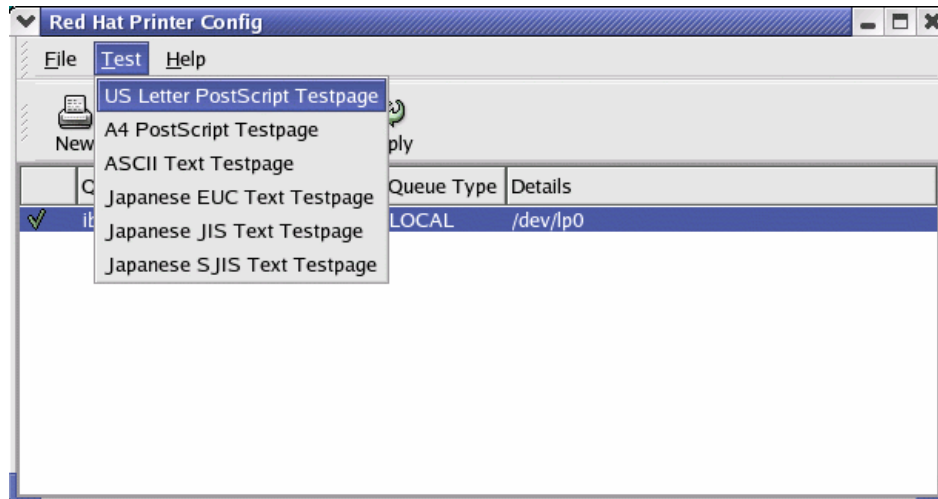 Red Hat Printer Config
File Test Help
US Letter PostScript Testpage
A4 PostScript Testpage
ASCII Text Testpage
Japanese EUC Text Testpage
Japanese JIS Text Testpage
Japanese SJIS Text Testpage
New ply
Q Queue Type Details
ib LOCAL /dev/lp0